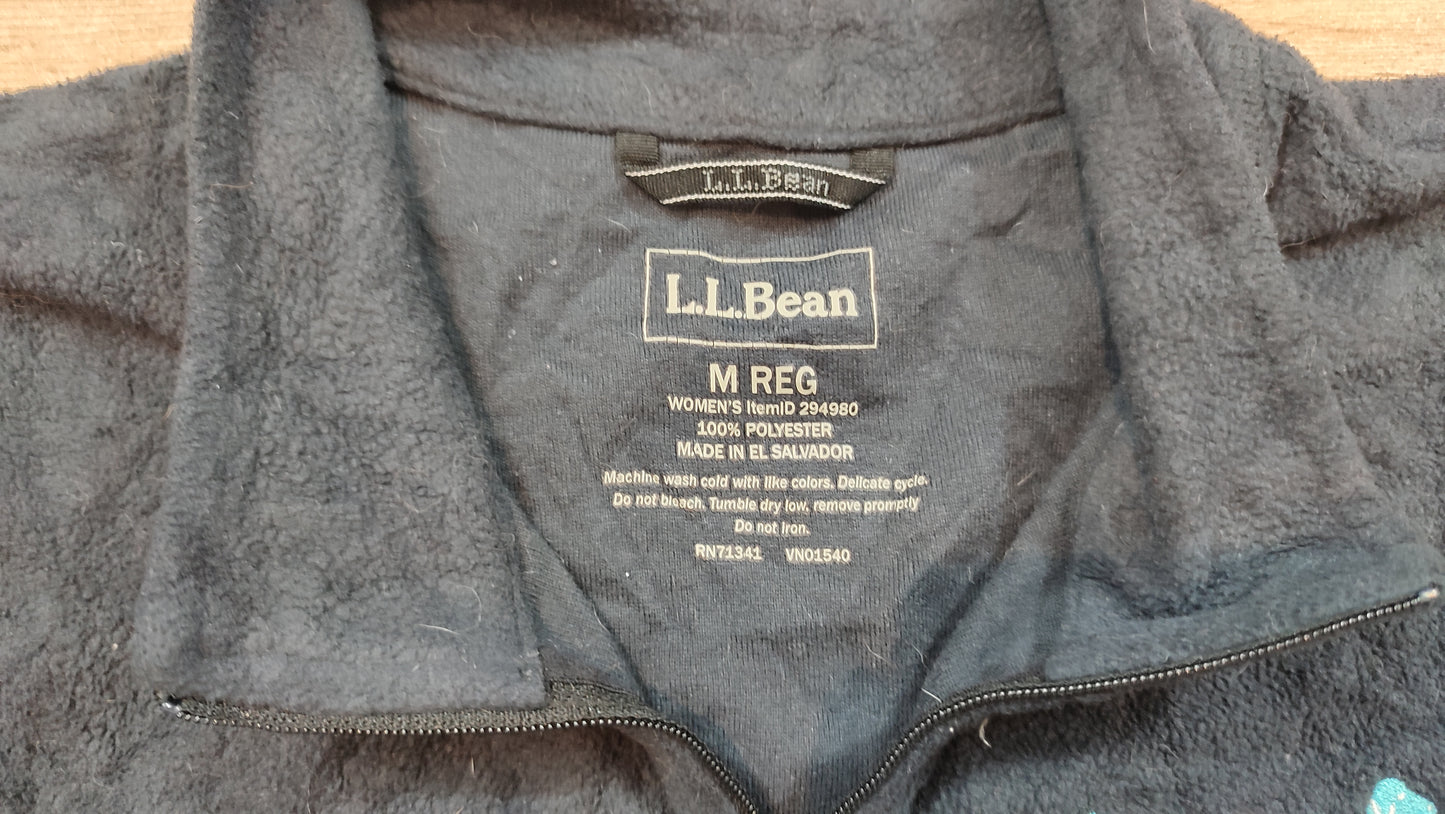 L.L.Bean
L.L.Bean
M REG
WOMEN'S ItemID 294980
100% POLYESTER
MADE IN EL SALVADOR
Machine wash cold with like colors. Delicate cycle.
Do not bleach. Tumble dry low, remove promptly
Do not Iron.
RN71341 VN01540